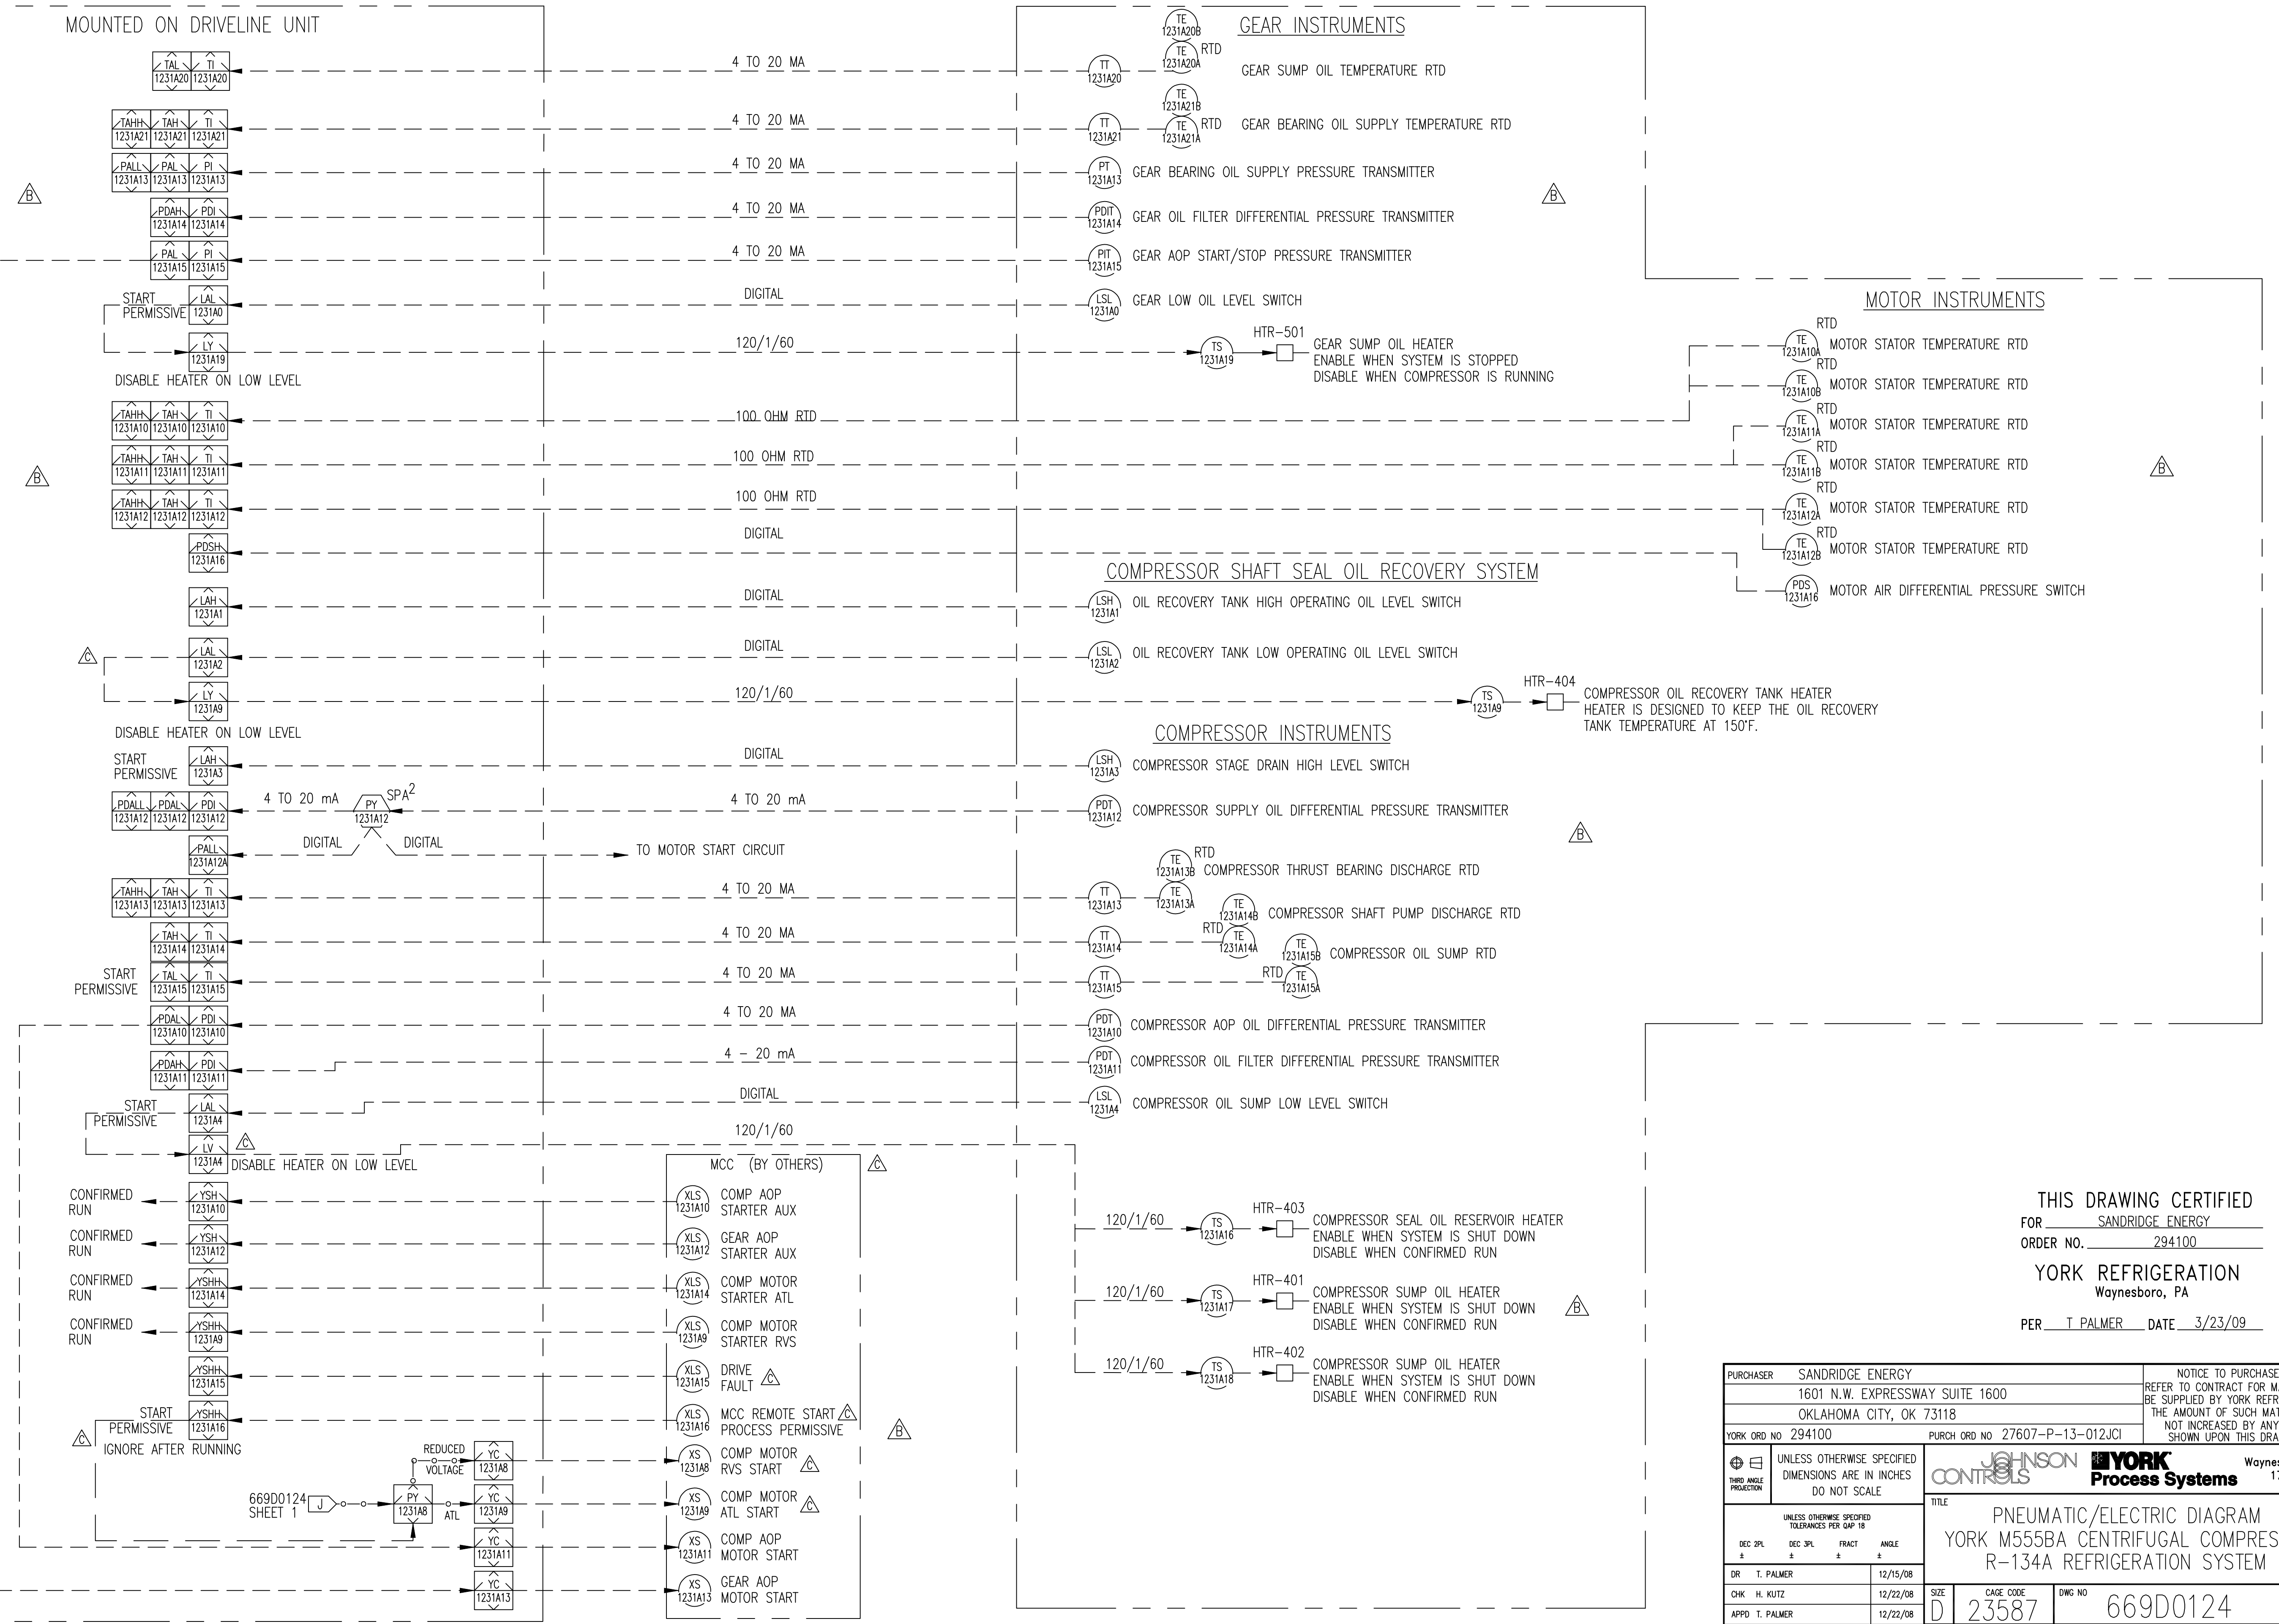 MOUNTED ON DRIVELINE UNIT
TAL TI
1231A20 1231A20
4 TO 20 MA
TT
1231A20
TE
1231A20B
TE RTD
1231A20A
GEAR INSTRUMENTS
GEAR SUMP OIL TEMPERATURE RTD
TAHH TAH TI
1231A21 1231A21 1231A21
4 TO 20 MA
TT
1231A21
TE
1231A21B
TE RTD
1231A21A
GEAR BEARING OIL SUPPLY TEMPERATURE RTD
PALL PAL PI
1231A13 1231A13 1231A13
4 TO 20 MA
PT
1231A13
GEAR BEARING OIL SUPPLY PRESSURE TRANSMITTER
B
B
PDAH PDI
1231A14 1231A14
4 TO 20 MA
PDIT
1231A14
GEAR OIL FILTER DIFFERENTIAL PRESSURE TRANSMITTER
PAL PI
1231A15 1231A15
4 TO 20 MA
PIT
1231A15
GEAR AOP START/STOP PRESSURE TRANSMITTER
START
PERMISSIVE
LAL
1231A0
DIGITAL
LSL
1231A0
GEAR LOW OIL LEVEL SWITCH
LY
1231A19
DISABLE HEATER ON LOW LEVEL
120/1/60
TS
1231A19
HTR-501
GEAR SUMP OIL HEATER
ENABLE WHEN SYSTEM IS STOPPED
DISABLE WHEN COMPRESSOR IS RUNNING
MOTOR INSTRUMENTS
RTD
TE
1231A10A
MOTOR STATOR TEMPERATURE RTD
RTD
TE
1231A10B
MOTOR STATOR TEMPERATURE RTD
RTD
TE
1231A11A
MOTOR STATOR TEMPERATURE RTD
RTD
TE
1231A11B
MOTOR STATOR TEMPERATURE RTD
RTD
TE
1231A12A
MOTOR STATOR TEMPERATURE RTD
RTD
TE
1231A12B
MOTOR STATOR TEMPERATURE RTD
PDS
1231A16
MOTOR AIR DIFFERENTIAL PRESSURE SWITCH
B
TAHH TAH TI
1231A10 1231A10 1231A10
100 OHM RTD
B
TAHH TAH TI
1231A11 1231A11 1231A11
100 OHM RTD
TAHH TAH TI
1231A12 1231A12 1231A12
100 OHM RTD
PDSH
1231A16
DIGITAL
COMPRESSOR SHAFT SEAL OIL RECOVERY SYSTEM
LAH
1231A1
DIGITAL
LSH
1231A1
OIL RECOVERY TANK HIGH OPERATING OIL LEVEL SWITCH
C
LAL
1231A2
DIGITAL
LSL
1231A2
OIL RECOVERY TANK LOW OPERATING OIL LEVEL SWITCH
LY
1231A9
DISABLE HEATER ON LOW LEVEL
120/1/60
TS
1231A9
HTR-404
COMPRESSOR OIL RECOVERY TANK HEATER
HEATER IS DESIGNED TO KEEP THE OIL RECOVERY
TANK TEMPERATURE AT 150°F.
COMPRESSOR INSTRUMENTS
START
PERMISSIVE
LAH
1231A3
DIGITAL
LSH
1231A3
COMPRESSOR STAGE DRAIN HIGH LEVEL SWITCH
PDALL PDAL PDI
1231A12 1231A12 1231A12
4 TO 20 mA
PY
1231A12
SPA2
4 TO 20 mA
PDT
1231A12
COMPRESSOR SUPPLY OIL DIFFERENTIAL PRESSURE TRANSMITTER
B
PALL
1231A12A
DIGITAL
DIGITAL
TO MOTOR START CIRCUIT
TAHH TAH TI
1231A13 1231A13 1231A13
4 TO 20 MA
TT
1231A13
TE RTD
1231A13B COMPRESSOR THRUST BEARING DISCHARGE RTD
TE
1231A13A
TAH TI
1231A14 1231A14
4 TO 20 MA
TT
1231A14
TE
1231A14B COMPRESSOR SHAFT PUMP DISCHARGE RTD
RTD TE
1231A14A
START
PERMISSIVE
TAL TI
1231A15 1231A15
4 TO 20 MA
TT
1231A15
TE
1231A15B COMPRESSOR OIL SUMP RTD
RTD TE
1231A15A
PDAL PDI
1231A10 1231A10
4 TO 20 MA
PDT
1231A10
COMPRESSOR AOP OIL DIFFERENTIAL PRESSURE TRANSMITTER
PDAH PDI
1231A11 1231A11
4 - 20 mA
PDT
1231A11
COMPRESSOR OIL FILTER DIFFERENTIAL PRESSURE TRANSMITTER
START
PERMISSIVE
LAL
1231A4
DIGITAL
LSL
1231A4
COMPRESSOR OIL SUMP LOW LEVEL SWITCH
LV
1231A4
C
DISABLE HEATER ON LOW LEVEL
120/1/60
MCC (BY OTHERS)
C
CONFIRMED
RUN
YSH
1231A10
XLS
1231A10
COMP AOP
STARTER AUX
CONFIRMED
RUN
YSH
1231A12
XLS
1231A12
GEAR AOP
STARTER AUX
CONFIRMED
RUN
YSHH
1231A14
XLS
1231A14
COMP MOTOR
STARTER ATL
CONFIRMED
RUN
YSHH
1231A9
XLS
1231A9
COMP MOTOR
STARTER RVS
YSHH
1231A15
XLS
1231A15
DRIVE
FAULT C
START
PERMISSIVE
YSHH
1231A16
C
IGNORE AFTER RUNNING
XLS
1231A16
MCC REMOTE START C
PROCESS PERMISSIVE
B
REDUCED
VOLTAGE
YC
1231A8
XS
1231A8
COMP MOTOR
RVS START C
669D0124
SHEET 1
J
PY
1231A8
ATL
YC
1231A9
XS
1231A9
COMP MOTOR
ATL START C
YC
1231A11
XS
1231A11
COMP AOP
MOTOR START
YC
1231A13
XS
1231A13
GEAR AOP
MOTOR START
120/1/60
TS
1231A16
HTR-403
COMPRESSOR SEAL OIL RESERVOIR HEATER
ENABLE WHEN SYSTEM IS SHUT DOWN
DISABLE WHEN CONFIRMED RUN
120/1/60
TS
1231A17
HTR-401
COMPRESSOR SUMP OIL HEATER
ENABLE WHEN SYSTEM IS SHUT DOWN
DISABLE WHEN CONFIRMED RUN
B
120/1/60
TS
1231A18
HTR-402
COMPRESSOR SUMP OIL HEATER
ENABLE WHEN SYSTEM IS SHUT DOWN
DISABLE WHEN CONFIRMED RUN
THIS DRAWING CERTIFIED
FOR SANDRIDGE ENERGY
ORDER NO. 294100
YORK REFRIGERATION
Waynesboro, PA
PER T PALMER DATE 3/23/09
PURCHASER SANDRIDGE ENERGY
1601 N.W. EXPRESSWAY SUITE 1600
OKLAHOMA CITY, OK 73118
YORK ORD NO 294100 PURCH ORD NO 27607-P-13-012JCI
NOTICE TO PURCHASE
REFER TO CONTRACT FOR M
BE SUPPLIED BY YORK REFR
THE AMOUNT OF SUCH MAT
NOT INCREASED BY ANY
SHOWN UPON THIS DRA
THIRD ANGLE
PROJECTION
UNLESS OTHERWISE SPECIFIED
DIMENSIONS ARE IN INCHES
DO NOT SCALE
JOHNSON
CONTROLS
YORK
Process Systems
Waynes
17
UNLESS OTHERWISE SPECIFIED
TOLERANCES PER QAP 18
DEC 2PL DEC 3PL FRACT ANGLE
± ± ± ±
TITLE
PNEUMATIC/ELECTRIC DIAGRAM
YORK M555BA CENTRIFUGAL COMPRES
R-134A REFRIGERATION SYSTEM
DR T. PALMER 12/15/08
CHK H. KUTZ 12/22/08
APPD T. PALMER 12/22/08
SIZE
D
CAGE CODE
23587
DWG NO
669D0124